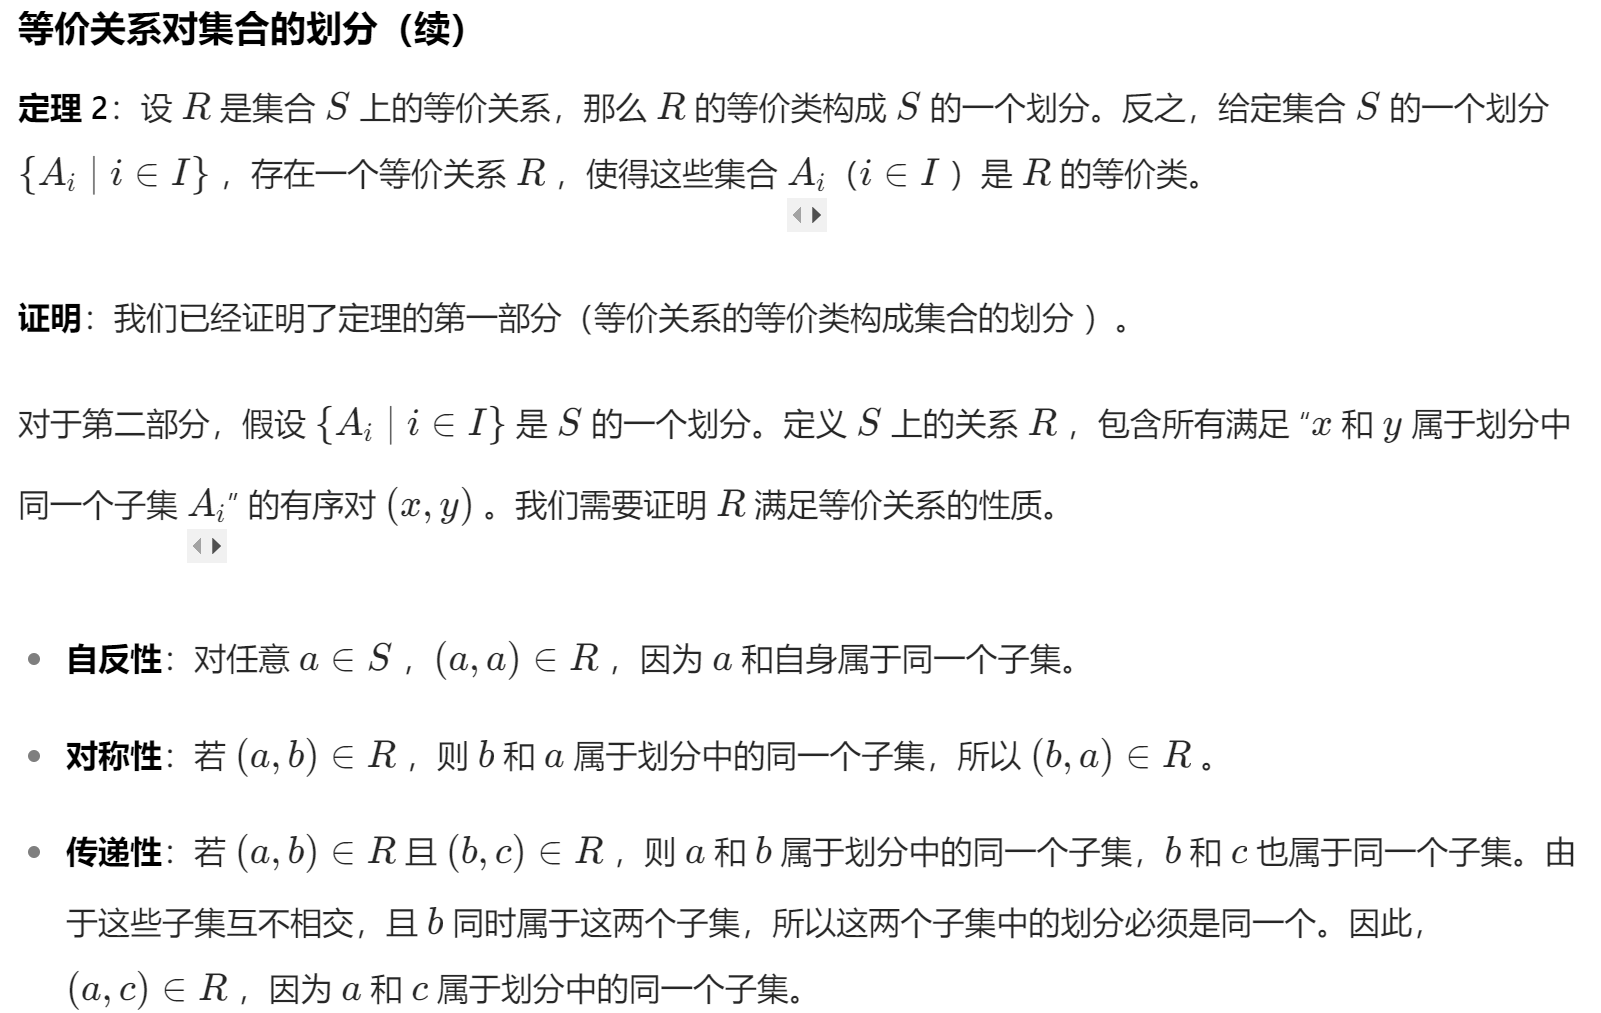 等价关系对集合的划分（续）
定理 2：设 R 是集合 S 上的等价关系，那么 R 的等价类构成 S 的一个划分。反之，给定集合 S 的一个划分
{A_i | i ∈ I}，存在一个等价关系 R，使得这些集合 A_i（i ∈ I）是 R 的等价类。
证明：我们已经证明了定理的第一部分（等价关系的等价类构成集合的划分）。
对于第二部分，假设 {A_i | i ∈ I} 是 S 的一个划分。定义 S 上的关系 R，包含所有满足 “x 和 y 属于划分中
同一个子集 A_i” 的有序对 (x, y)。我们需要证明 R 满足等价关系的性质。
• 自反性：对任意 a ∈ S，(a, a) ∈ R，因为 a 和自身属于同一个子集。
• 对称性：若 (a, b) ∈ R，则 b 和 a 属于划分中的同一个子集，所以 (b, a) ∈ R。
• 传递性：若 (a, b) ∈ R 且 (b, c) ∈ R，则 a 和 b 属于划分中的同一个子集，b 和 c 也属于同一个子集。由
于这些子集互不相交，且 b 同时属于这两个子集，所以这两个子集中的划分必须是同一个。因此，
(a, c) ∈ R，因为 a 和 c 属于划分中的同一个子集。